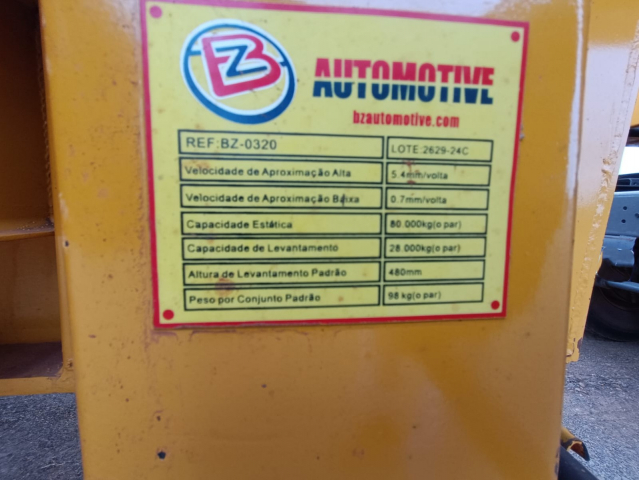 BZ
AUTOMOTIVE
bzautomotive.com
REF:BZ-0320 LOTE:2629-24C
Velocidade de Aproximação Alta 5.4mm/volta
Velocidade de Aproximação Baixa 0.7mm/volta
Capacidade Estática 80.000kg(o par)
Capacidade de Levantamento 28.000kg(o par)
Altura de Levantamento Padrão 480mm
Peso por Conjunto Padrão 98 kg(o par)